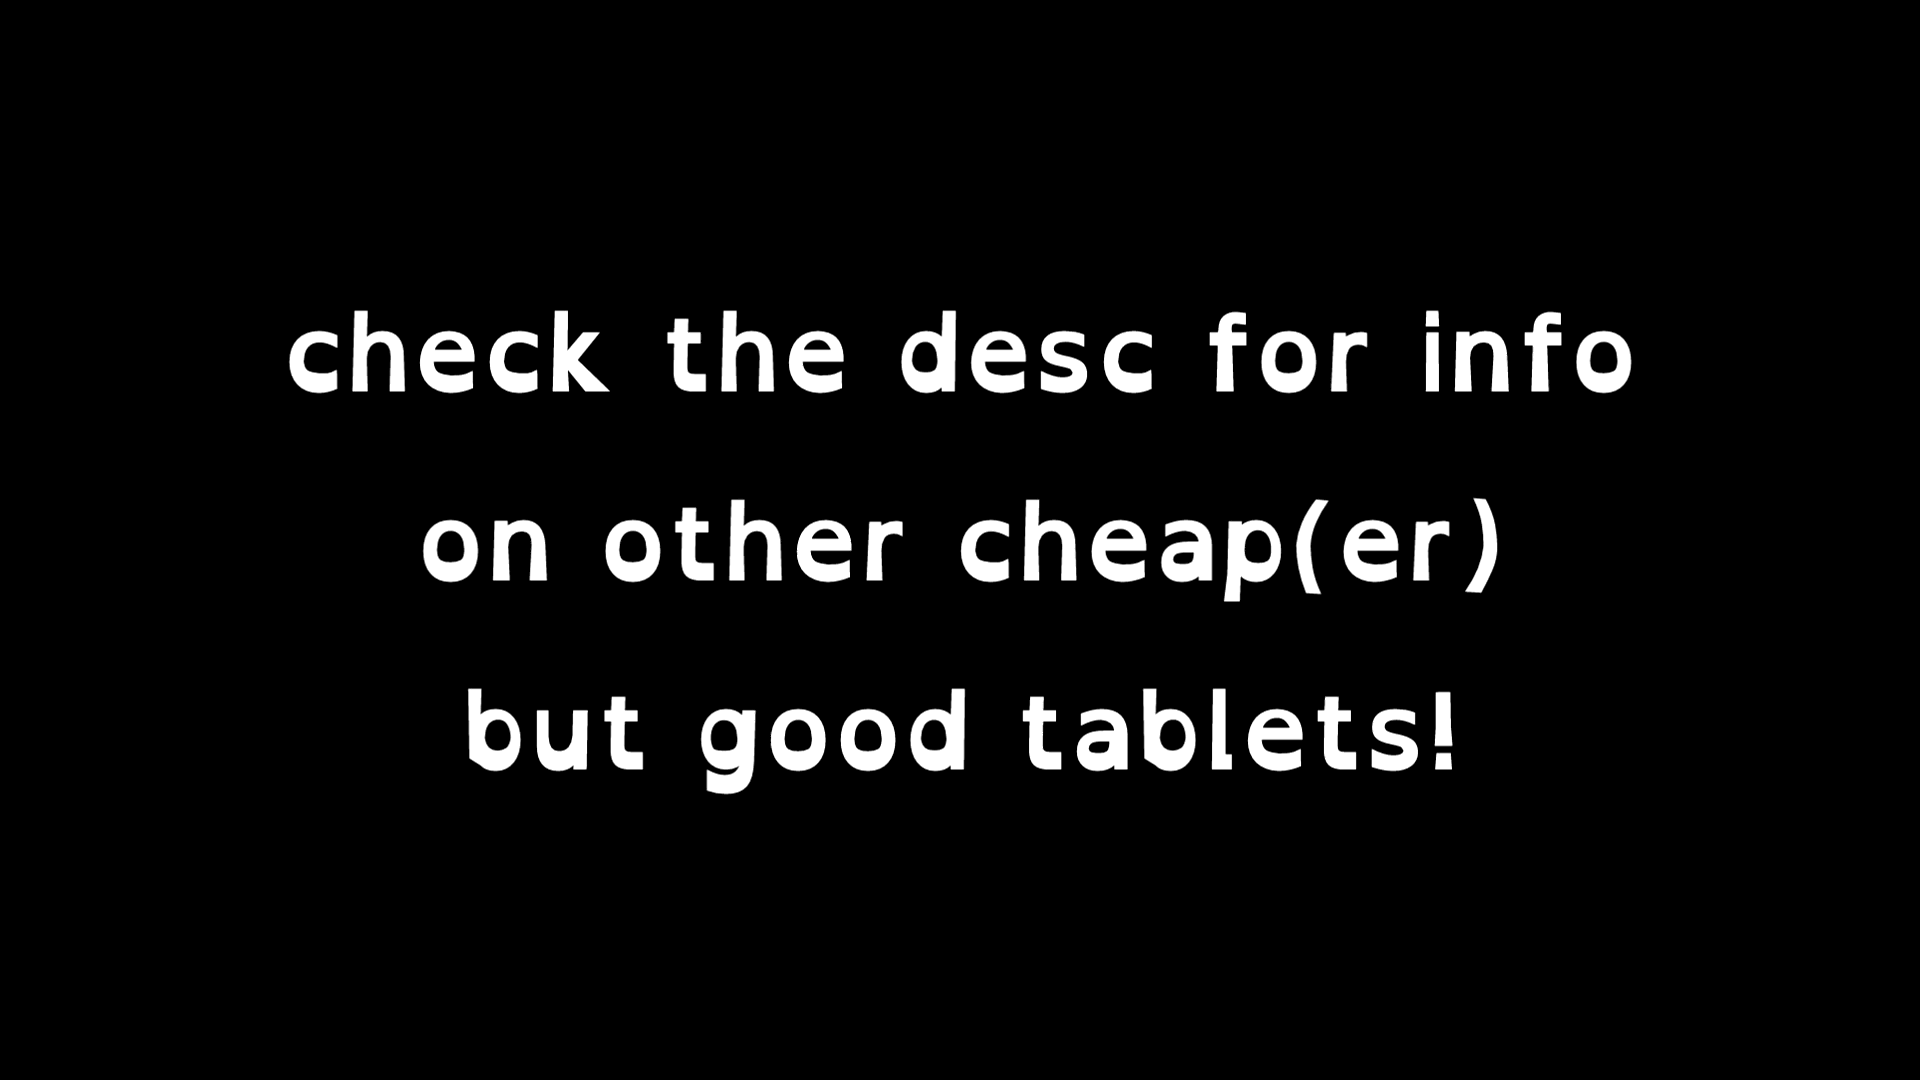 check the desc for info
on other cheap(er)
but good tablets!